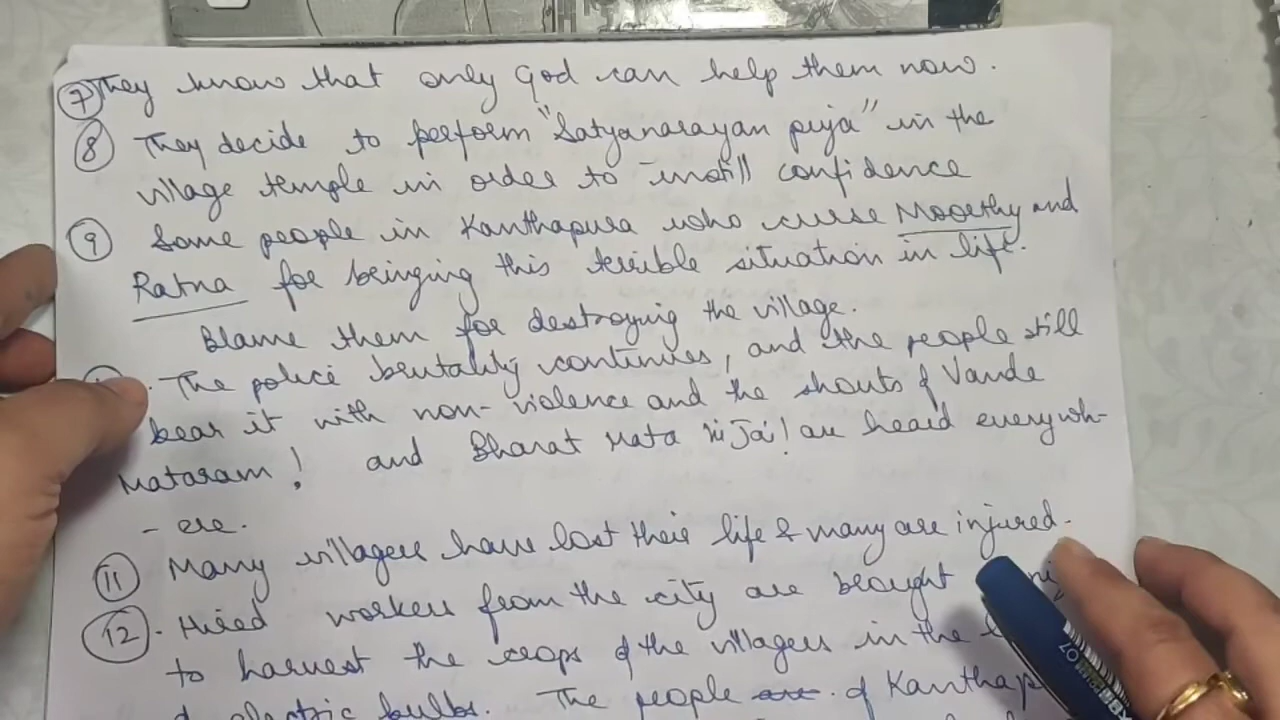 ⑦ They know that only God can help them now.
⑧ They decide to perform "Satyanarayan puja" in the
village temple in order to instill confidence
⑨ Some people in Kanthapura who curse Moorthy and
Ratna for bringing this terrible situation in life.
Blame them for destroying the village.
. The police brutality continues, and the people still
bear it with non-violence and the shouts of Vande
Mataram! and Bharat Mata ki Jai! are heard everywh-
- ere.
⑪ Many villagers have lost their life & many are injured.
⑫. Hired workers from the city are brought
to harvest the crops of the villagers in the
of electric bulbs. The people of Kanthap